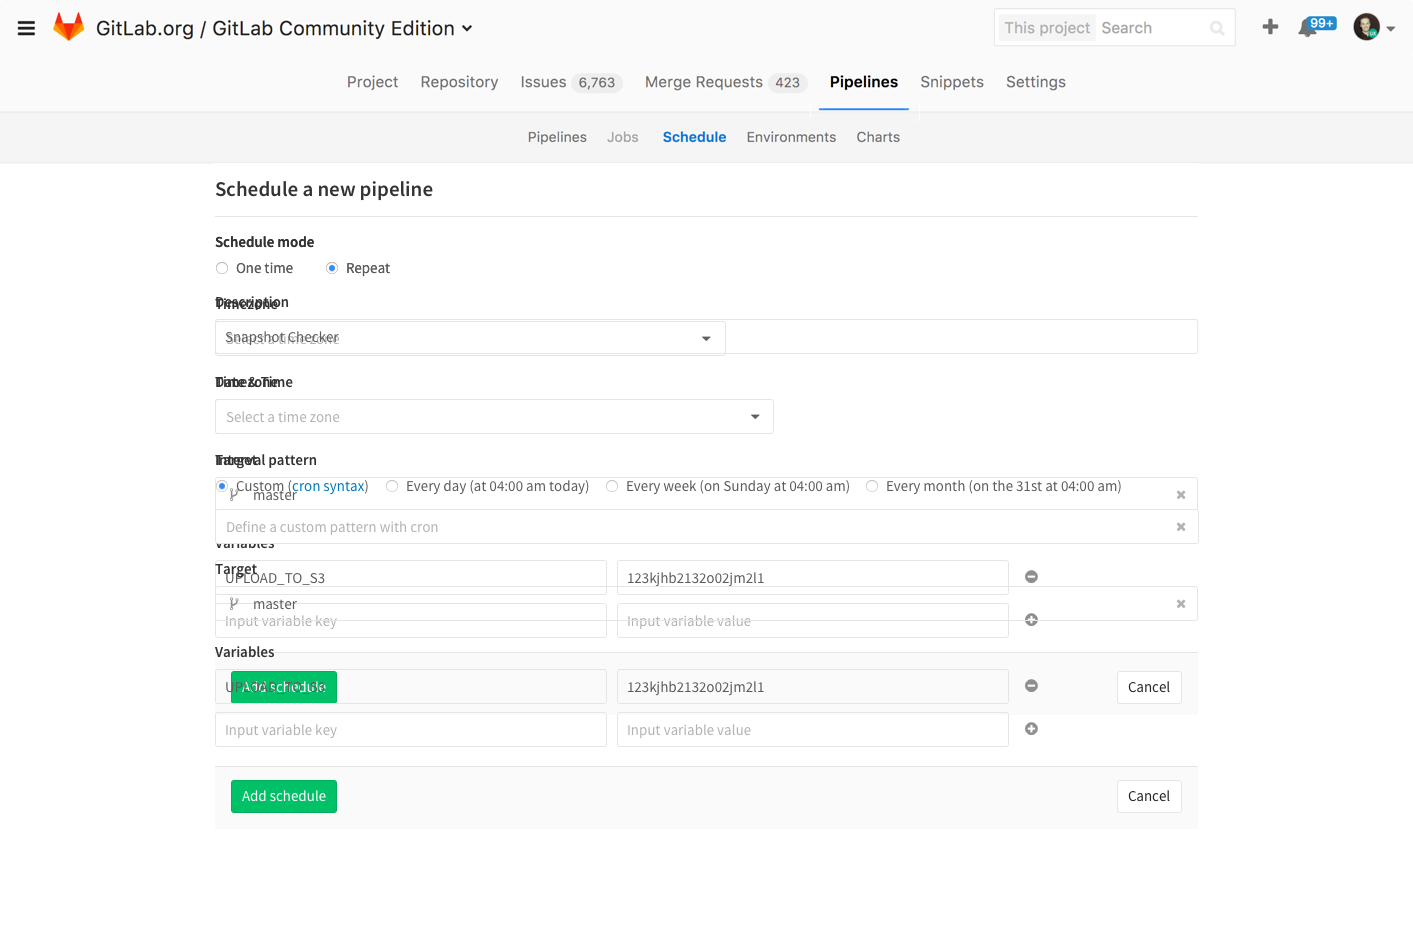 GitLab.org / GitLab Community Edition
This project Search
99+
Project Repository Issues 6,763 Merge Requests 423 Pipelines Snippets Settings
Pipelines Jobs Schedule Environments Charts
Schedule a new pipeline
Schedule mode
One time Repeat
Description
Timezone
Snapshot Checker
Select a time zone
Date & Time
Timezone
Select a time zone
Target
Interval pattern
Custom (cron syntax) Every day (at 04:00 am today) Every week (on Sunday at 04:00 am) Every month (on the 31st at 04:00 am)
master
Define a custom pattern with cron
Variables
Target
UPLOAD_TO_S3 123kjhb2132o02jm2l1
master
Input variable key Input variable value
Variables
UPLOAD_TO_S3 123kjhb2132o02jm2l1
Add schedule Cancel
Input variable key Input variable value
Add schedule Cancel